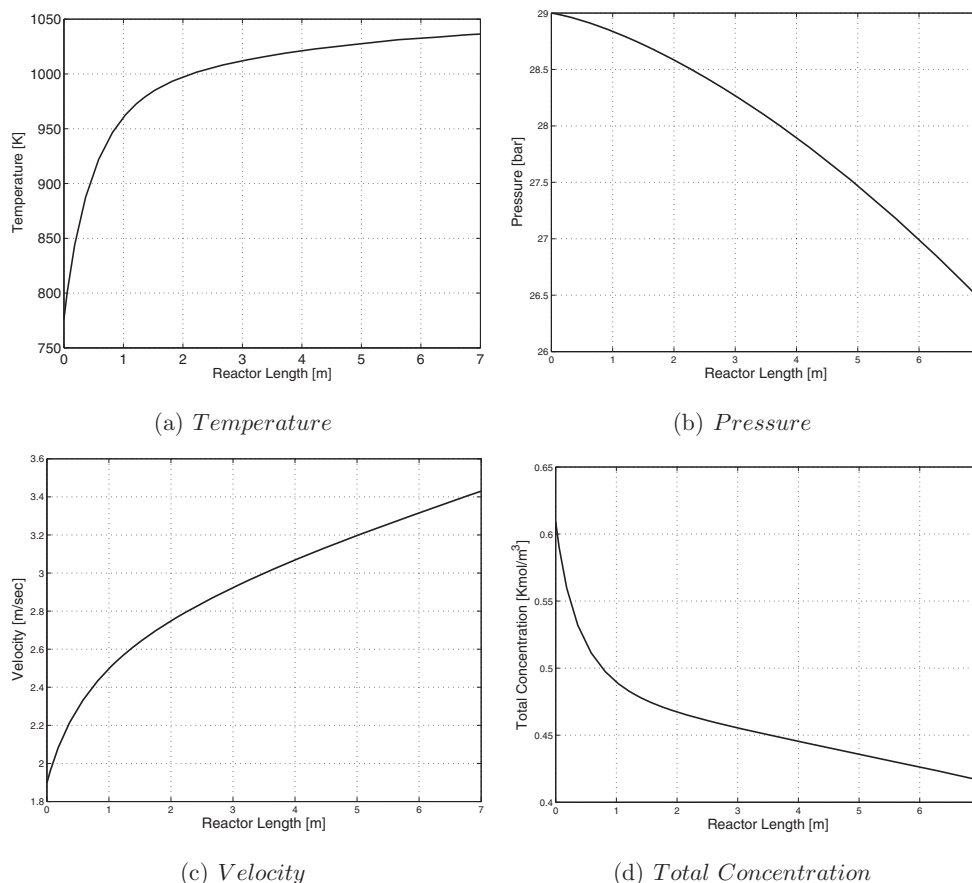 1050
1000
950
900
850
800
750
0 1 2 3 4 5 6 7
Temperature [K]
Reactor Length [m]
(a) Temperature
29
28.5
28
27.5
27
26.5
26
0 1 2 3 4 5 6
Pressure [bar]
Reactor Length [m]
(b) Pressure
3.6
3.4
3.2
3
2.8
2.6
2.4
2.2
2
1.8
0 1 2 3 4 5 6 7
Velocity [m/sec]
Reactor Length [m]
(c) Velocity
0.65
0.6
0.55
0.5
0.45
0.4
0 1 2 3 4 5 6
Total Concentration [Kmol/m³]
Reactor Length [m]
(d) Total Concentration